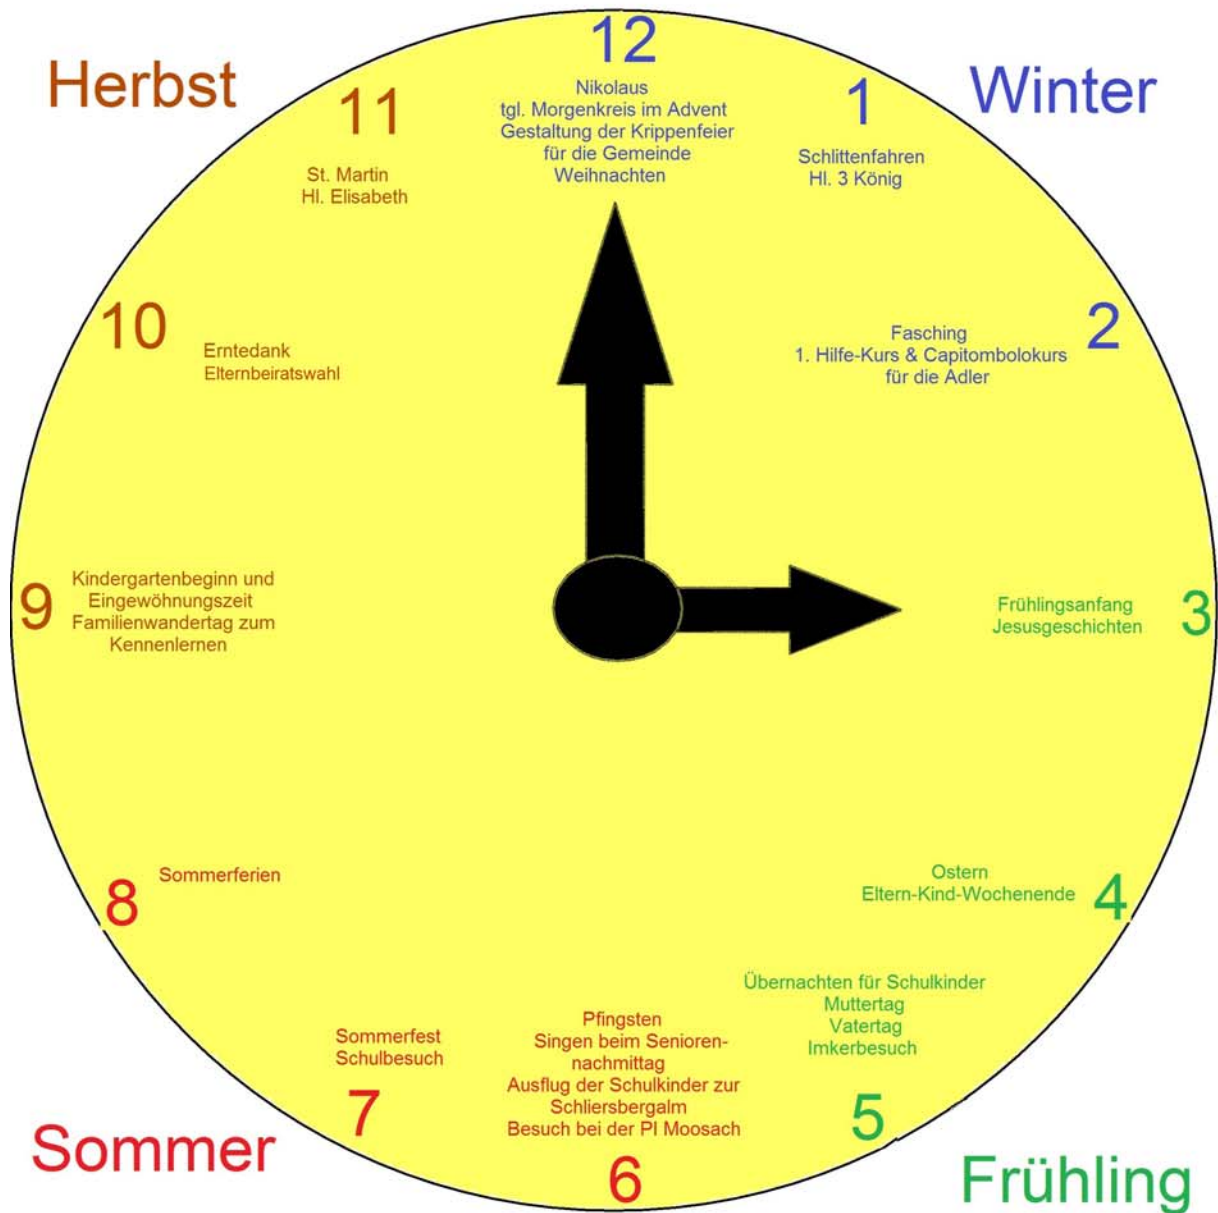 Herbst
Winter
12
Nikolaus
tgl. Morgenkreis im Advent
Gestaltung der Krippenfeier
für die Gemeinde
Weihnachten
1
Schlittenfahren
Hl. 3 König
2
Fasching
1. Hilfe-Kurs & Capitombolokurs
für die Adler
3
Frühlingsanfang
Jesusgeschichten
4
Ostern
Eltern-Kind-Wochenende
5
Übernachten für Schulkinder
Muttertag
Vatertag
Imkerbesuch
6
Pfingsten
Singen beim Senioren-
nachmittag
Ausflug der Schulkinder zur
Schliersbergalm
Besuch bei der PI Moosach
7
Sommerfest
Schulbesuch
8
Sommerferien
9
Kindergartenbeginn und
Eingewöhnungszeit
Familienwandertag zum
Kennenlernen
10
Erntedank
Elternbeiratswahl
11
St. Martin
Hl. Elisabeth
Sommer
Frühling